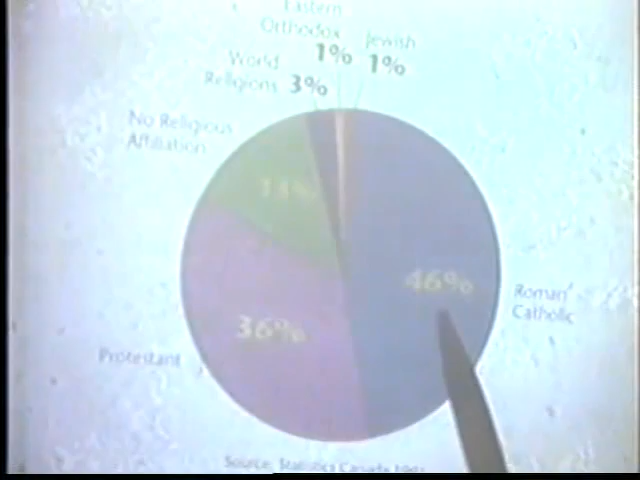 Eastern
Orthodox
1%
Jewish
1%
World
Religions 3%
No Religious
Affiliation
46%
Roman
Catholic
36%
Protestant
Source: Statistics Canada